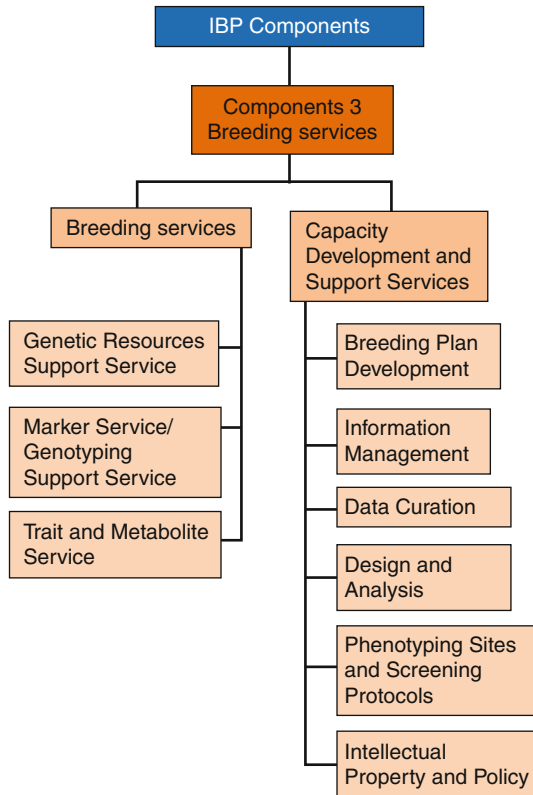 IBP Components
Components 3
Breeding services
Breeding services
Genetic Resources
Support Service
Marker Service/
Genotyping
Support Service
Trait and Metabolite
Service
Capacity
Development and
Support Services
Breeding Plan
Development
Information
Management
Data Curation
Design and
Analysis
Phenotyping Sites
and Screening
Protocols
Intellectual
Property and Policy